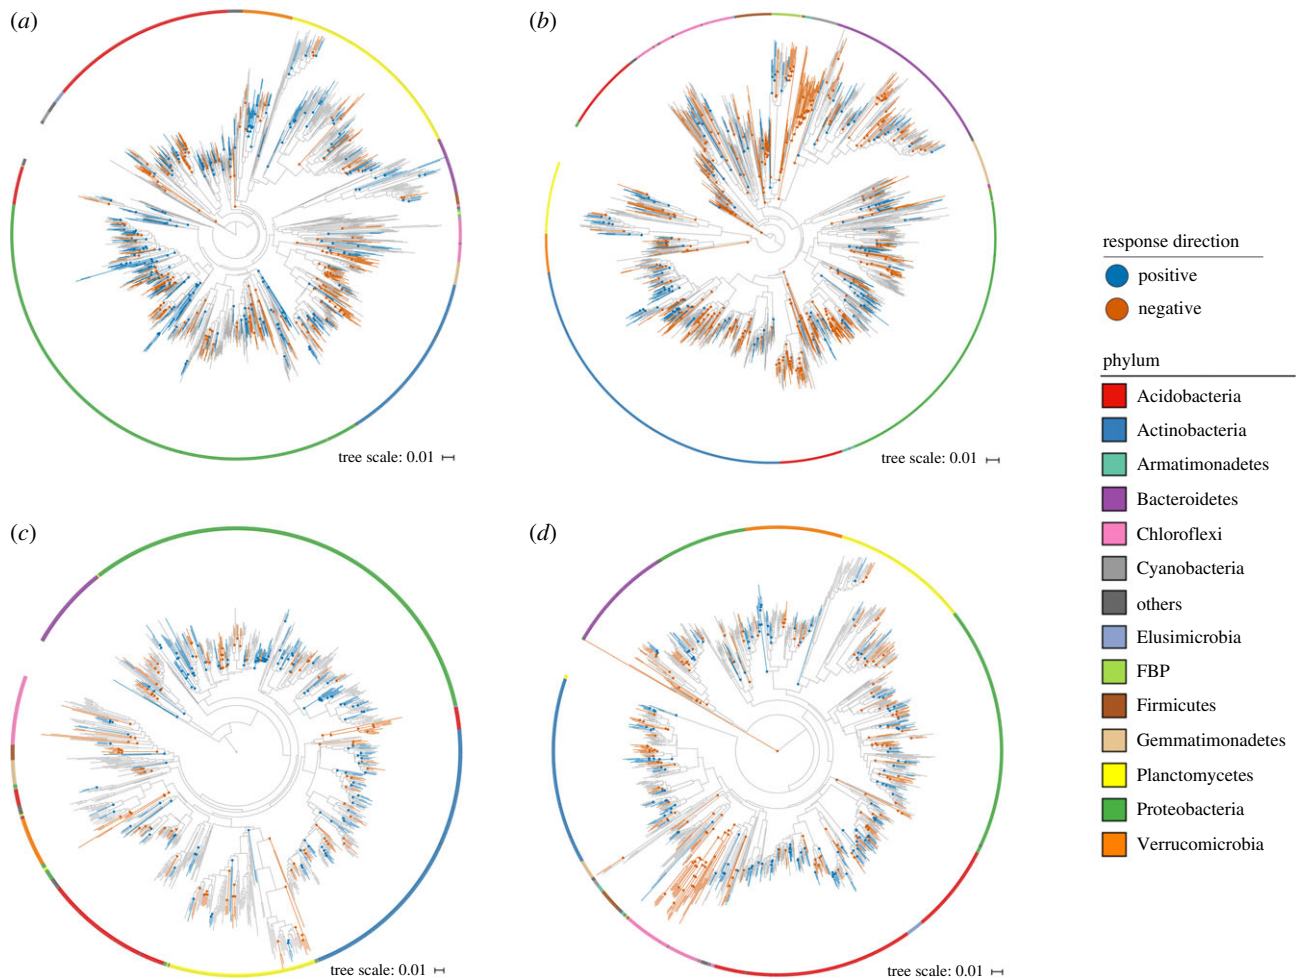 (a)
(b)
tree scale: 0.01
tree scale: 0.01
(c)
(d)
tree scale: 0.01
tree scale: 0.01
response direction
positive
negative
phylum
Acidobacteria
Actinobacteria
Armatimonadetes
Bacteroidetes
Chloroflexi
Cyanobacteria
others
Elusimicrobia
FBP
Firmicutes
Gemmatimonadetes
Planctomycetes
Proteobacteria
Verrucomicrobia